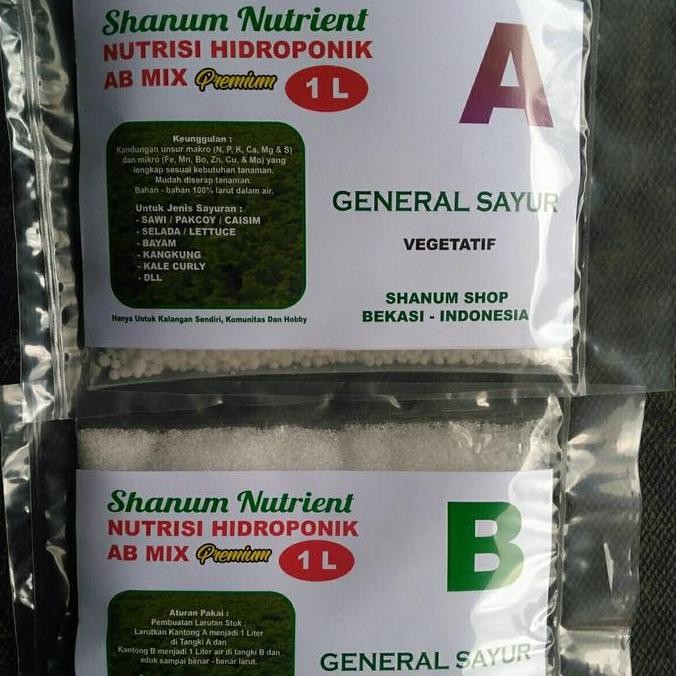 Shanum Nutrient
NUTRISI HIDROPONIK
AB MIX Premium 1 L
A
Keunggulan :
Kandungan unsur makro (N, P, K, Ca, Mg & S)
dan mikro (Fe, Mn, Bo, Zn, Cu, & Mo) yang
lengkap sesuai kebutuhan tanaman.
Mudah diserap tanaman.
Bahan - bahan 100% larut dalam air.
Untuk Jenis Sayuran :
- SAWI / PAKCOY / CAISIM
- SELADA / LETTUCE
- BAYAM
- KANGKUNG
- KALE CURLY
- DLL
Hanya Untuk Kalangan Sendiri, Komunitas Dan Hobby
GENERAL SAYUR
VEGETATIF
SHANUM SHOP
BEKASI - INDONESIA
Shanum Nutrient
NUTRISI HIDROPONIK
AB MIX Premium 1 L
B
Aturan Pakai :
Pembuatan Larutan Stok :
Larutkan Kantong A menjadi 1 Liter
di Tangki A dan
Kantong B menjadi 1 Liter air di tangki B dan
aduk sampai benar - benar larut.
GENERAL SAYUR